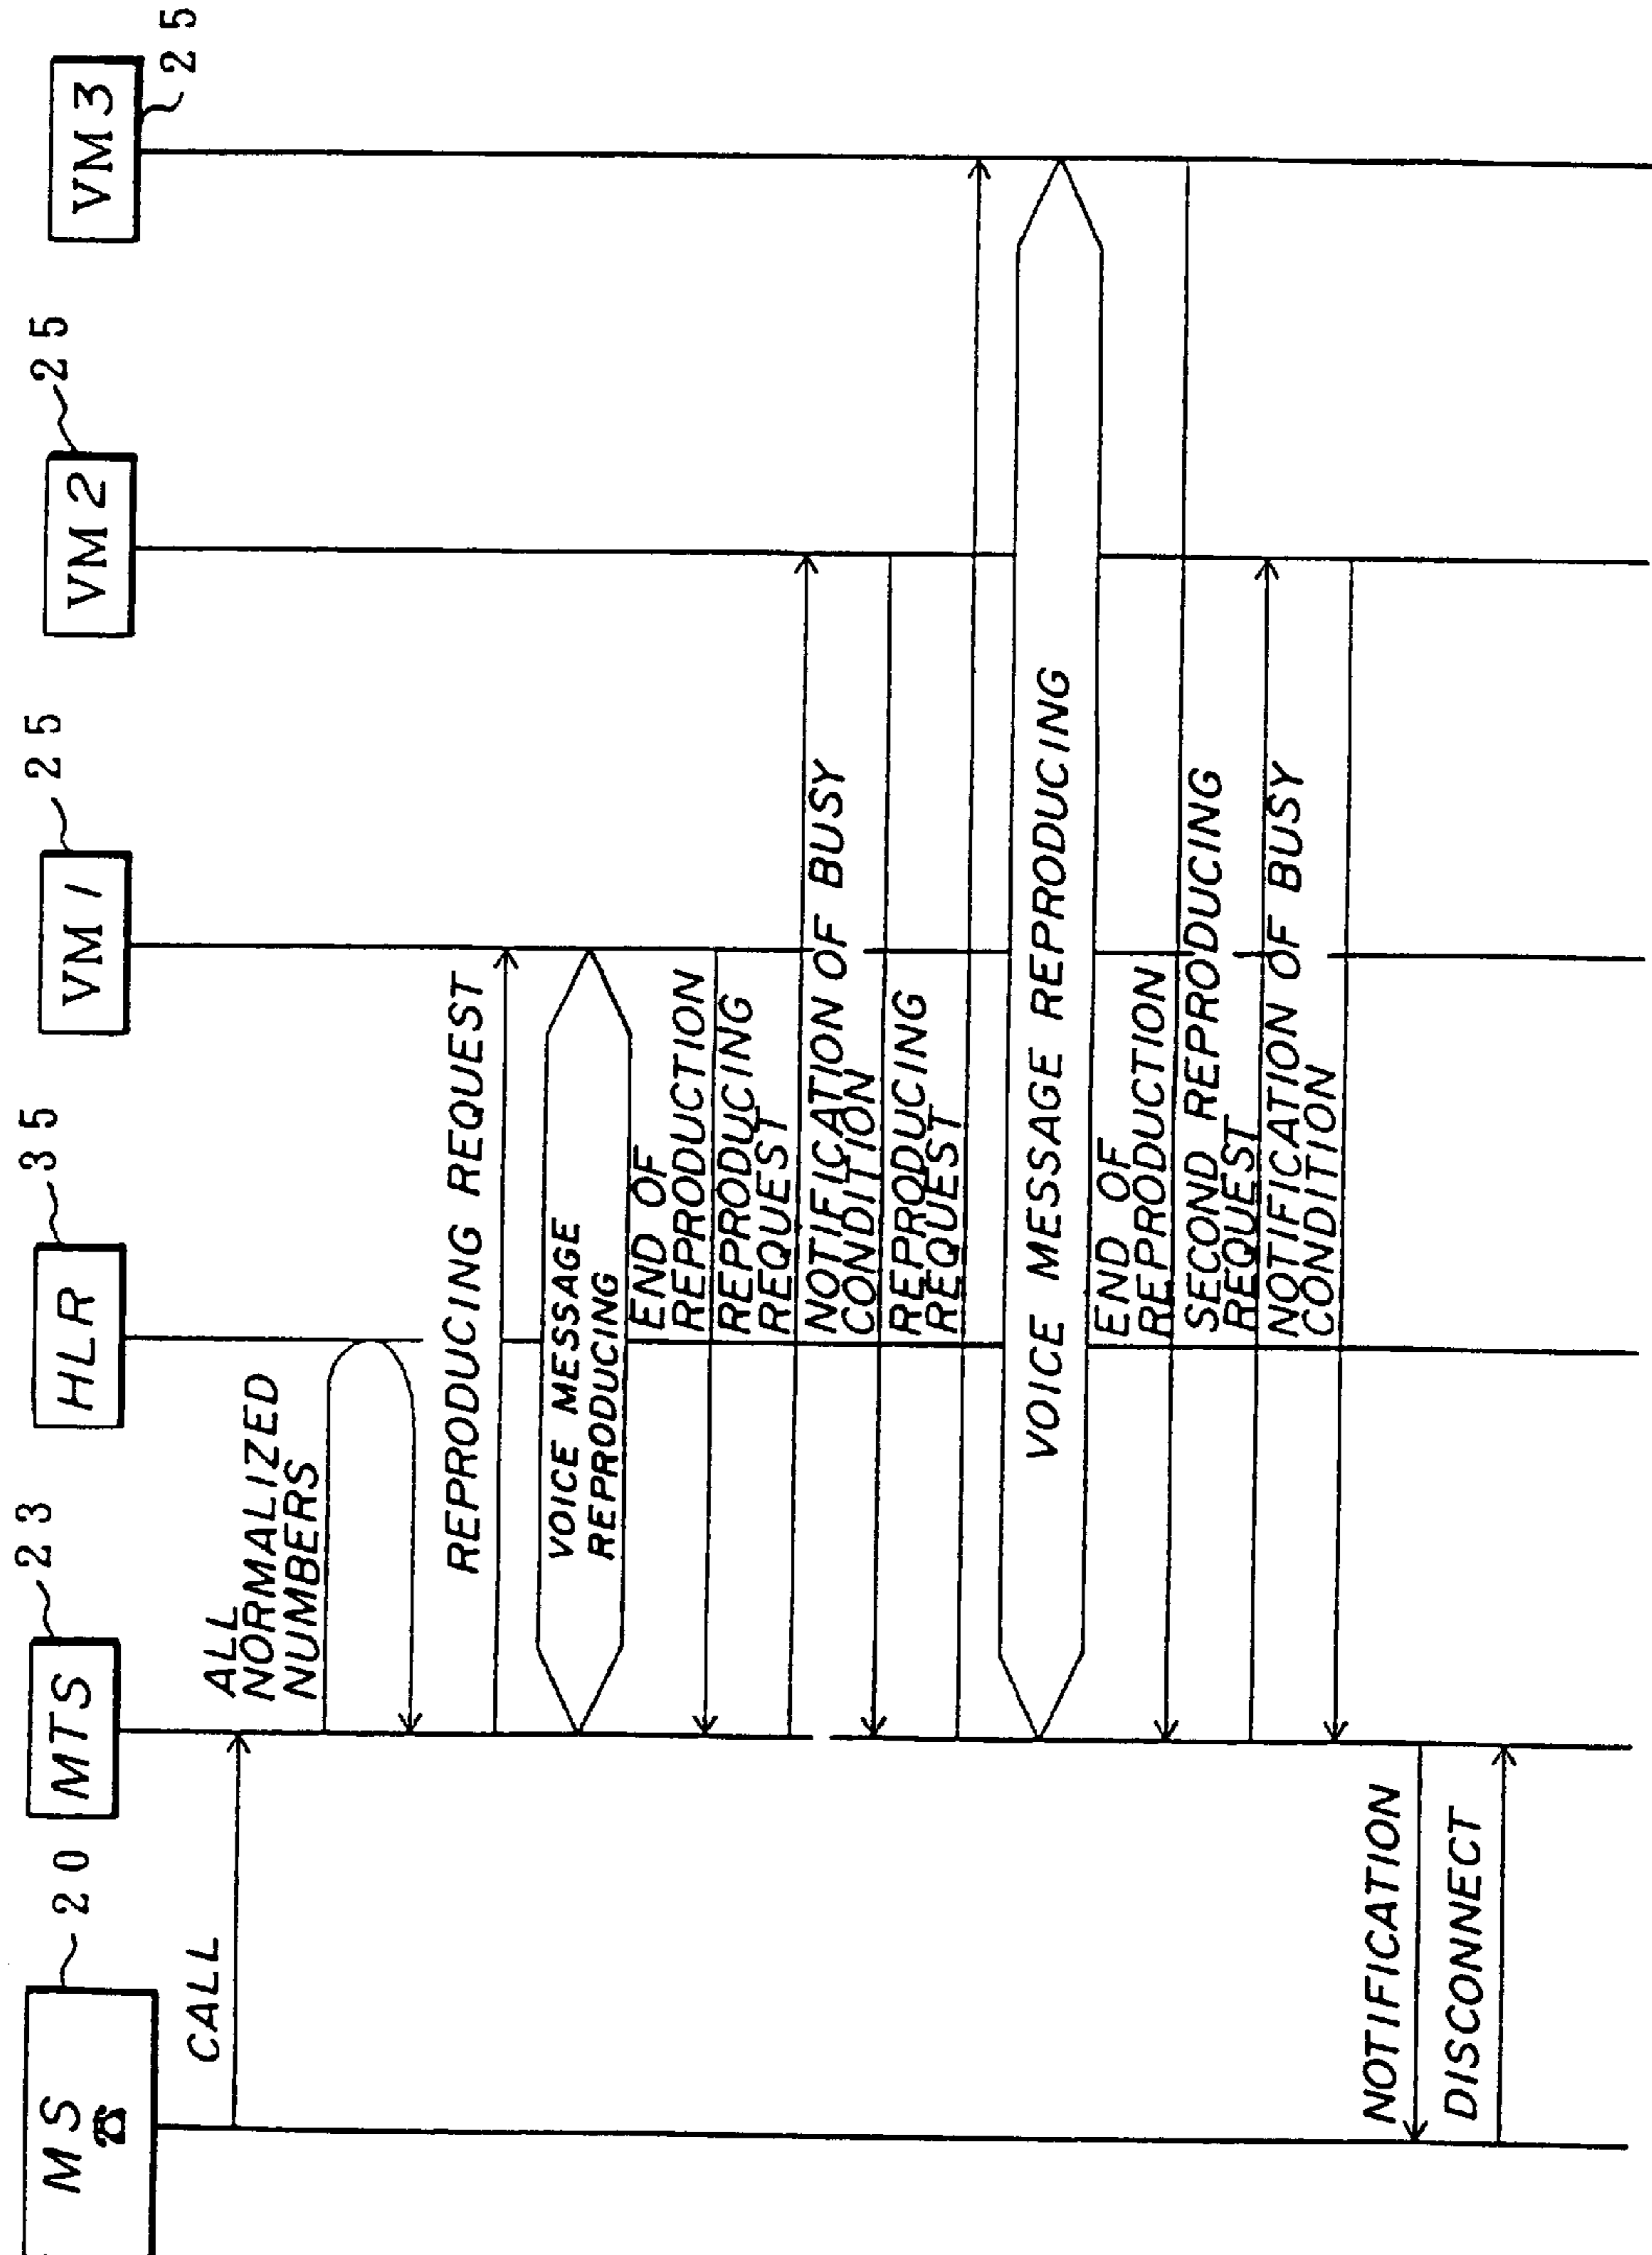 MS
20
MTS
23
HLR
35
VM 1
25
VM 2
25
VM 3
25
CALL
ALL
NORMALIZED
NUMBERS
REPRODUCING REQUEST
VOICE MESSAGE
REPRODUCING
END OF
REPRODUCTION
REPRODUCING
REQUEST
NOTIFICATION OF BUSY
CONDITION
REPRODUCING
REQUEST
VOICE MESSAGE REPRODUCING
END OF
REPRODUCTION
SECOND REPRODUCING
REQUEST
NOTIFICATION OF BUSY
CONDITION
NOTIFICATION
DISCONNECT